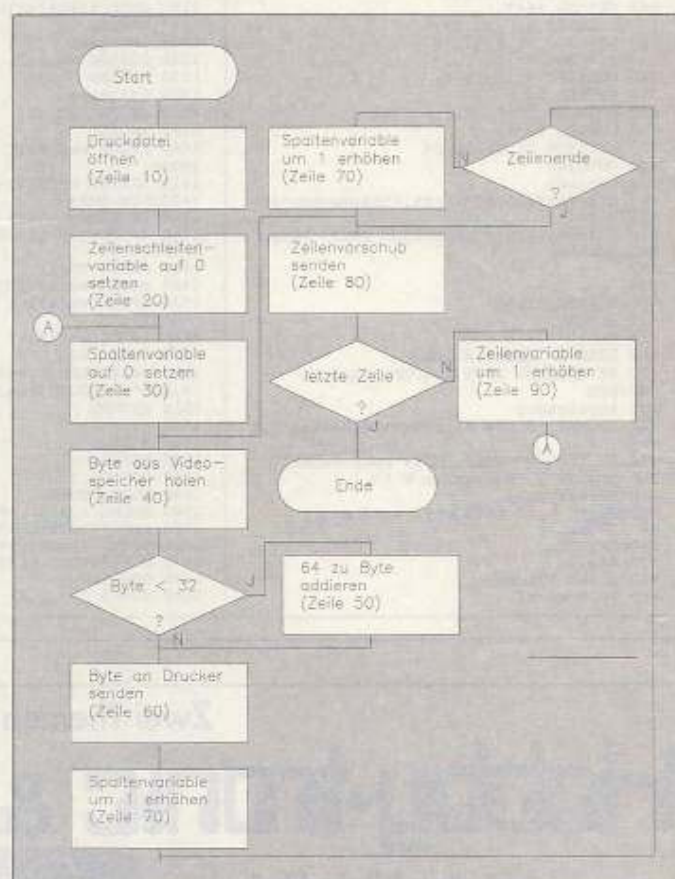 Start
Druckdatei
öffnen
(Zeile 10)
Zeilenschleifen-
variable auf 0
setzen
(Zeile 20)
A
Spaltenvariable
auf 0 setzen
(Zeile 30)
Byte aus Video-
speicher holen
(Zeile 40)
Byte < 32
?
J
N
64 zu Byte
addieren
(Zeile 50)
Byte an Drucker
senden
(Zeile 60)
Spaltenvariable
um 1 erhöhen
(Zeile 70)
Spaltenvariable
um 1 erhöhen
(Zeile 70)
N
Zeilenende
?
J
Zeilenvorschub
senden
(Zeile 80)
letzte Zeile
?
N
J
Zeilenvariable
um 1 erhöhen
(Zeile 90)
A
Ende